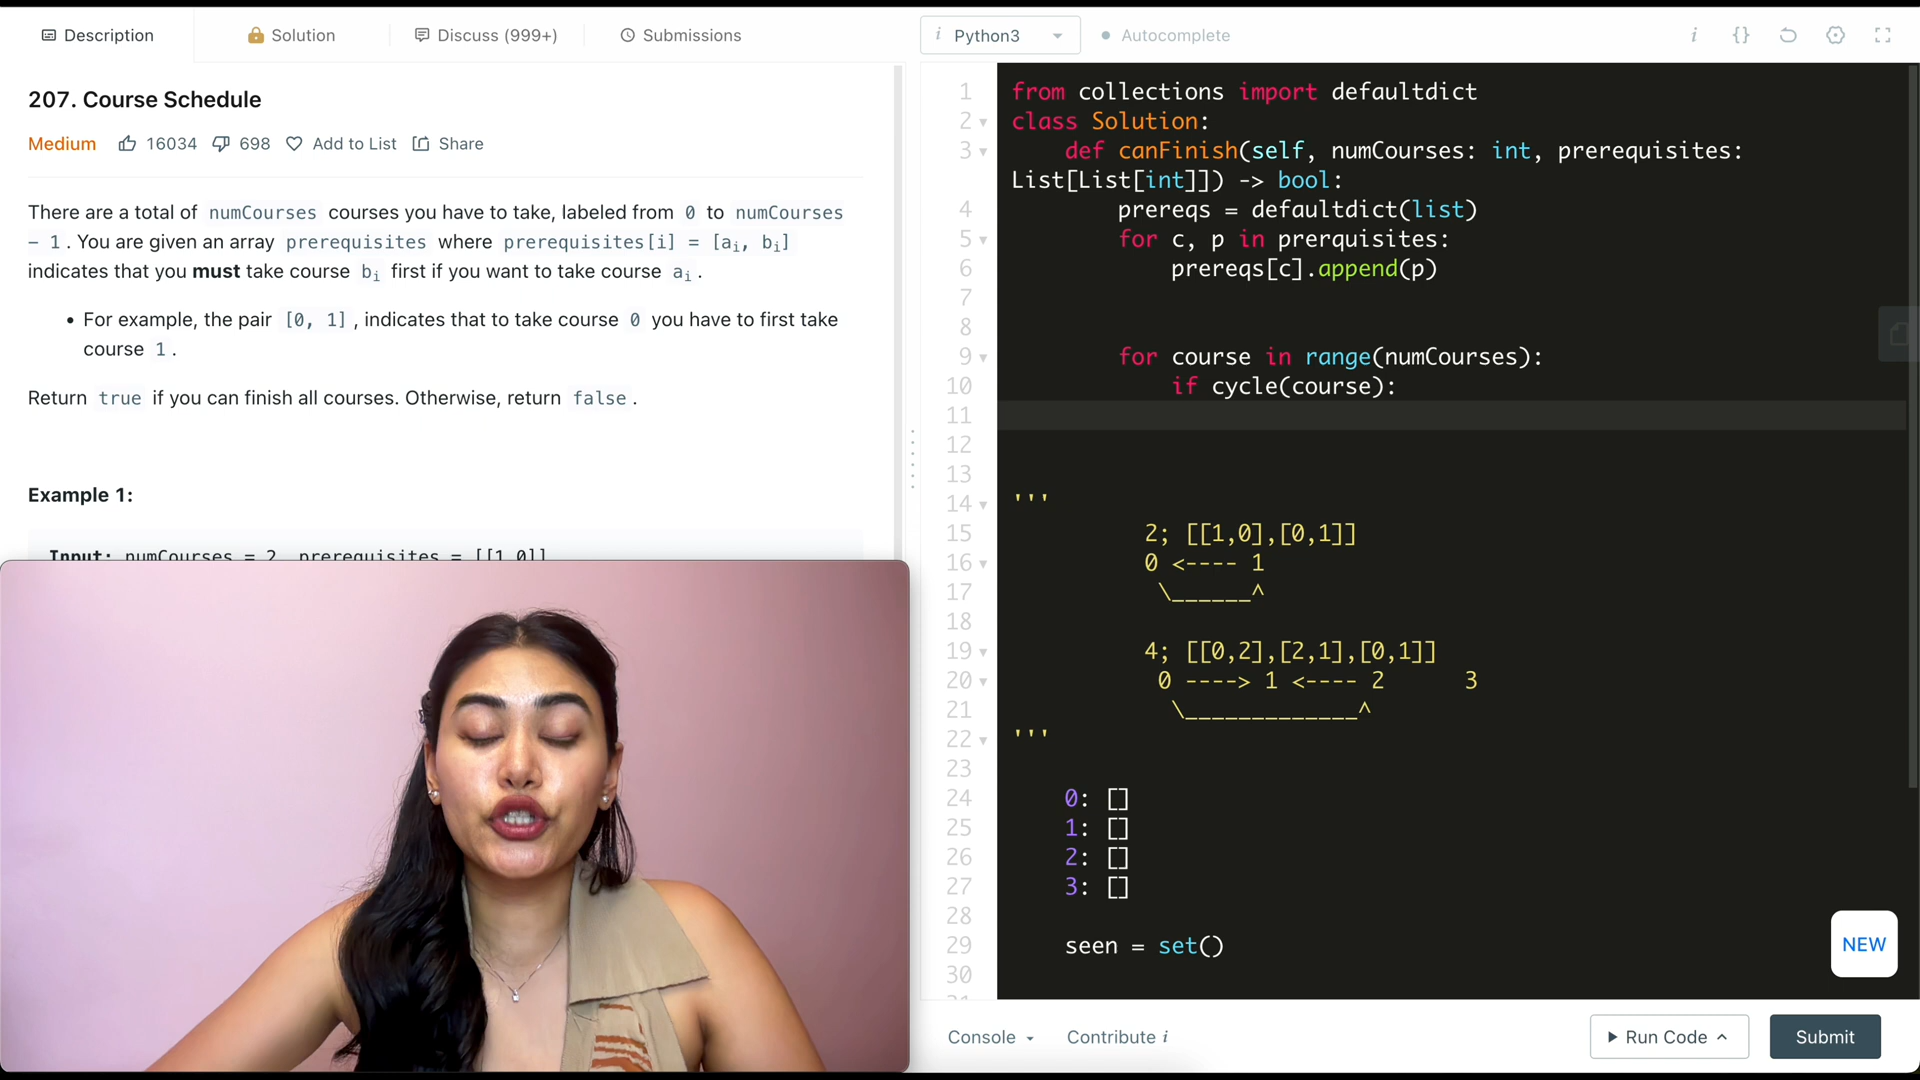 Description
Solution
Discuss (999+)
Submissions
i Python3
Autocomplete
i {}
207. Course Schedule
Medium 16034 698 Add to List Share
There are a total of numCourses courses you have to take, labeled from 0 to numCourses
- 1. You are given an array prerequisites where prerequisites[i] = [ai, bi]
indicates that you must take course bi first if you want to take course ai.
• For example, the pair [0, 1], indicates that to take course 0 you have to first take
course 1.
Return true if you can finish all courses. Otherwise, return false.
Example 1:
Input: numCourses = 2, prerequisites = [[1,0]]
1 from collections import defaultdict
2 class Solution:
3     def canFinish(self, numCourses: int, prerequisites:
List[List[int]]) -> bool:
4         prereqs = defaultdict(list)
5         for c, p in prerquisites:
6             prereqs[c].append(p)
7
8
9         for course in range(numCourses):
10             if cycle(course):
11
12
13
14 '''
15           2; [[1,0],[0,1]]
16           0 <---- 1
17            \______^
18
19           4; [[0,2],[2,1],[0,1]]
20            0 ----> 1 <---- 2      3
21             \_____________^
22 '''
23
24     0: []
25     1: []
26     2: []
27     3: []
28
29     seen = set()
30
31
NEW
Console
Contribute i
Run Code
Submit